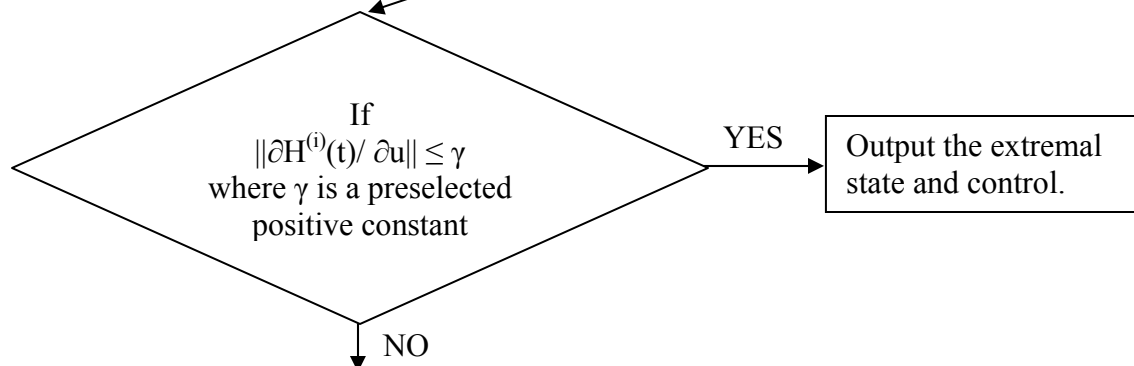 If
||∂H⁽ⁱ⁾(t)/ ∂u|| ≤ γ
where γ is a preselected
positive constant
YES
Output the extremal
state and control.
NO